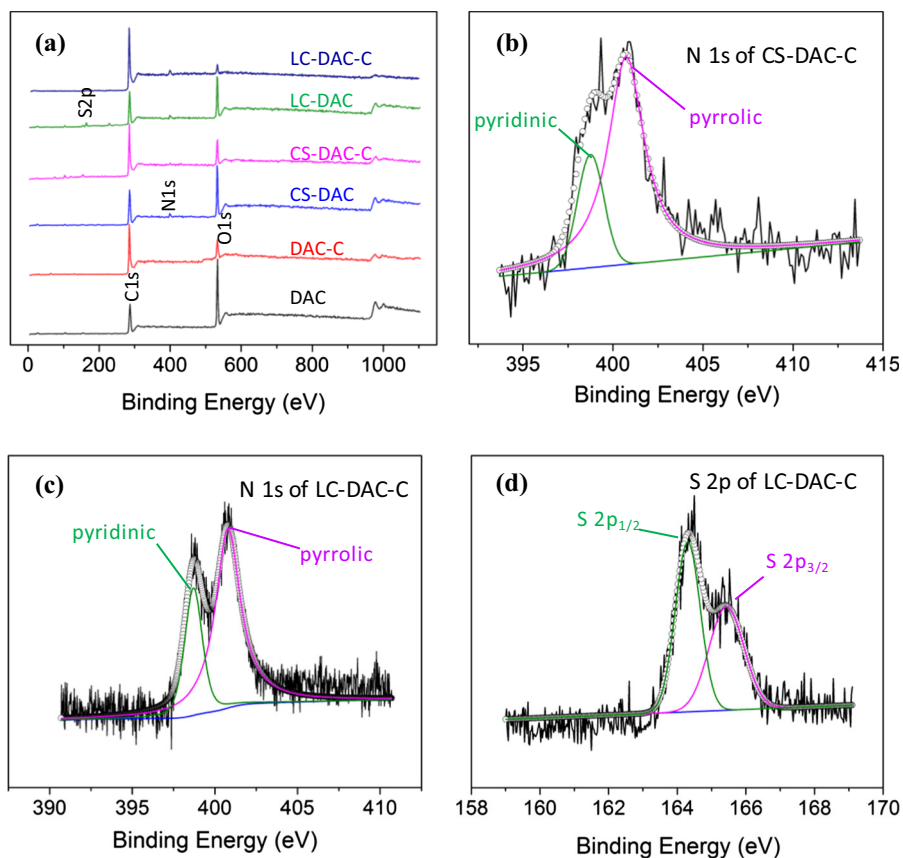 (a)
LC-DAC-C
S2p
LC-DAC
CS-DAC-C
N1s
CS-DAC
O1s
DAC-C
C1s
DAC
0 200 400 600 800 1000
Binding Energy (eV)
(b)
N 1s of CS-DAC-C
pyridinic
pyrrolic
395 400 405 410 415
Binding Energy (eV)
(c)
N 1s of LC-DAC-C
pyridinic
pyrrolic
390 395 400 405 410
Binding Energy (eV)
(d)
S 2p of LC-DAC-C
S 2p1/2
S 2p3/2
158 160 162 164 166 168 170
Binding Energy (eV)